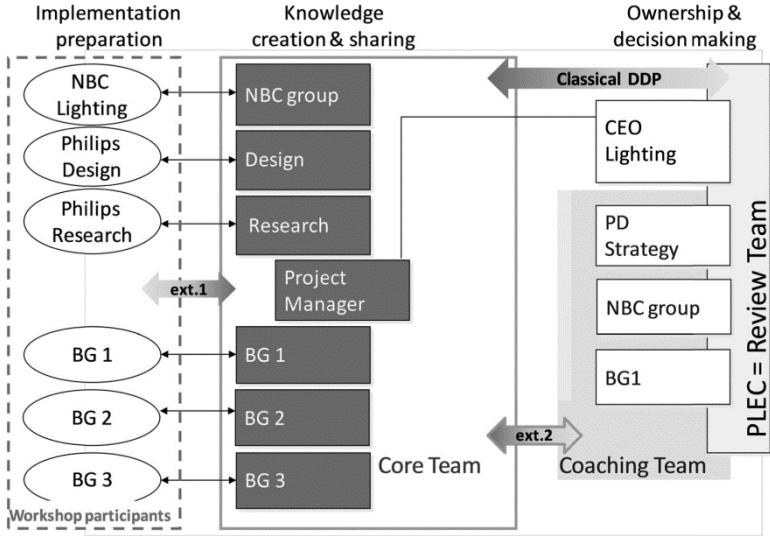 Implementation
preparation
Knowledge
creation & sharing
Ownership &
decision making
NBC
Lighting
Philips
Design
Philips
Research
BG 1
BG 2
BG 3
Workshop participants
ext.1
NBC group
Design
Research
Project
Manager
BG 1
BG 2
BG 3
Core Team
Classical DDP
ext.2
CEO
Lighting
PD
Strategy
NBC group
BG1
Coaching Team
PLEC = Review Team